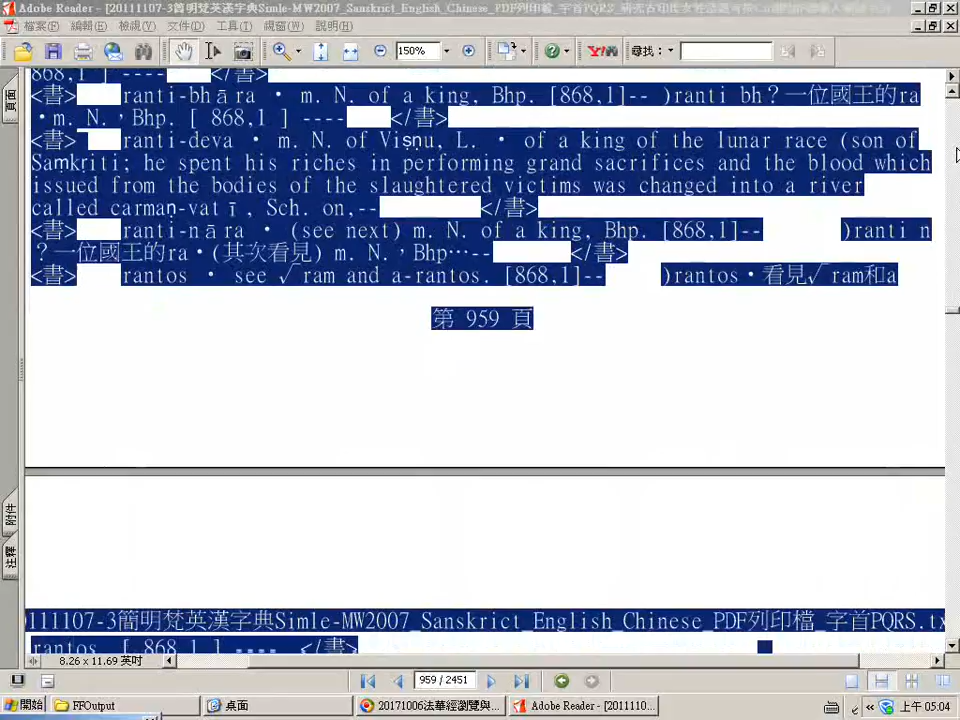 Adobe Reader - [20111107-3簡明梵英漢字典Simle-MW2007_Sanskrict_English_Chinese_PDF列印檔_字首PQRS_
檔案(F) 編輯(E) 檢視(V) 文件(D) 工具(T) 視窗(W) 說明(H)
150% 尋找:
頁面
868,1 ] ---- </書>
<書> ranti-bhāra · m. N. of a king, Bhp. [868,1]-- )ranti bh？一位國王的ra
·m. N.，Bhp. [ 868,1 ] ---- </書>
<書> ranti-deva · m. N. of Viṣṇu, L. · of a king of the lunar race (son of
Saṃkṛiti; he spent his riches in performing grand sacrifices and the blood which
issued from the bodies of the slaughtered victims was changed into a river
called carmaṇ-vatī, Sch. on,-- </書>
<書> ranti-nāra · (see next) m. N. of a king, Bhp. [868,1]-- )ranti n
？一位國王的ra·(其次看見) m. N.，Bhp…-- </書>
<書> rantos · see √ram and a-rantos. [868,1]-- )rantos·看見√ram和a
第 959 頁
附件
注釋
)111107-3簡明梵英漢字典Simle-MW2007_Sanskrict_English_Chinese_PDF列印檔_字首PQRS.tx
rantos. [ 868,1 ] ---- </書>
8.26 x 11.69 英吋
959 / 2451
開始 FFOutput 桌面 20171006法華經瀏覽與... Adobe Reader - [2011110... 上午 05:04